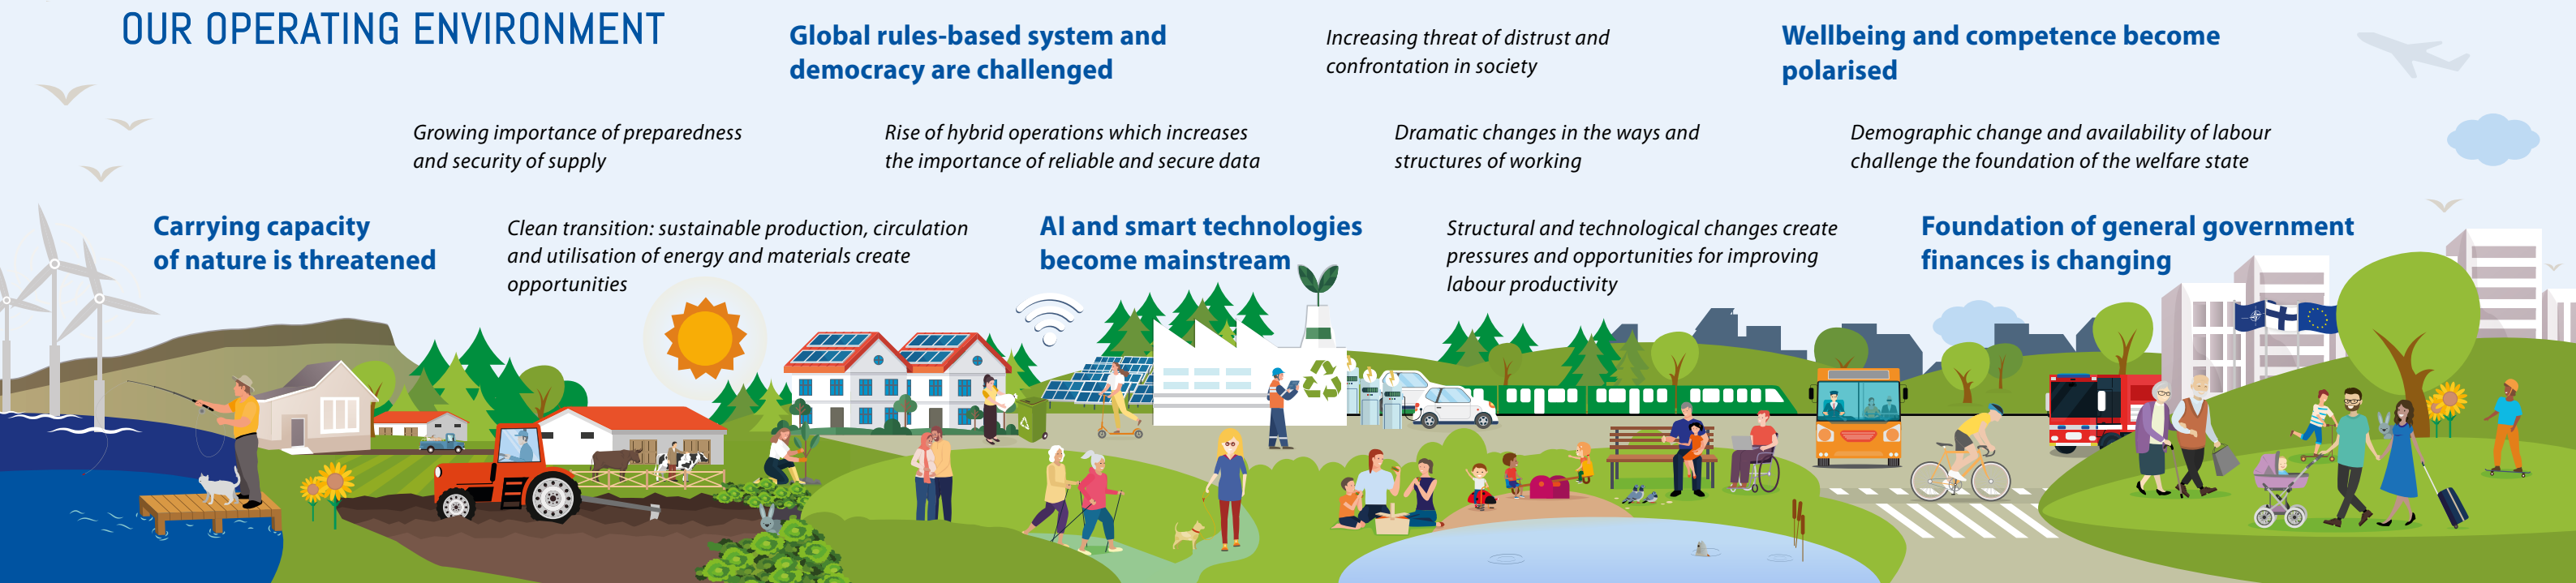 OUR OPERATING ENVIRONMENT
Global rules-based system and
democracy are challenged
Increasing threat of distrust and
confrontation in society
Wellbeing and competence become
polarised
Growing importance of preparedness
and security of supply
Rise of hybrid operations which increases
the importance of reliable and secure data
Dramatic changes in the ways and
structures of working
Demographic change and availability of labour
challenge the foundation of the welfare state
Carrying capacity
of nature is threatened
Clean transition: sustainable production, circulation
and utilisation of energy and materials create
opportunities
AI and smart technologies
become mainstream
Structural and technological changes create
pressures and opportunities for improving
labour productivity
Foundation of general government
finances is changing